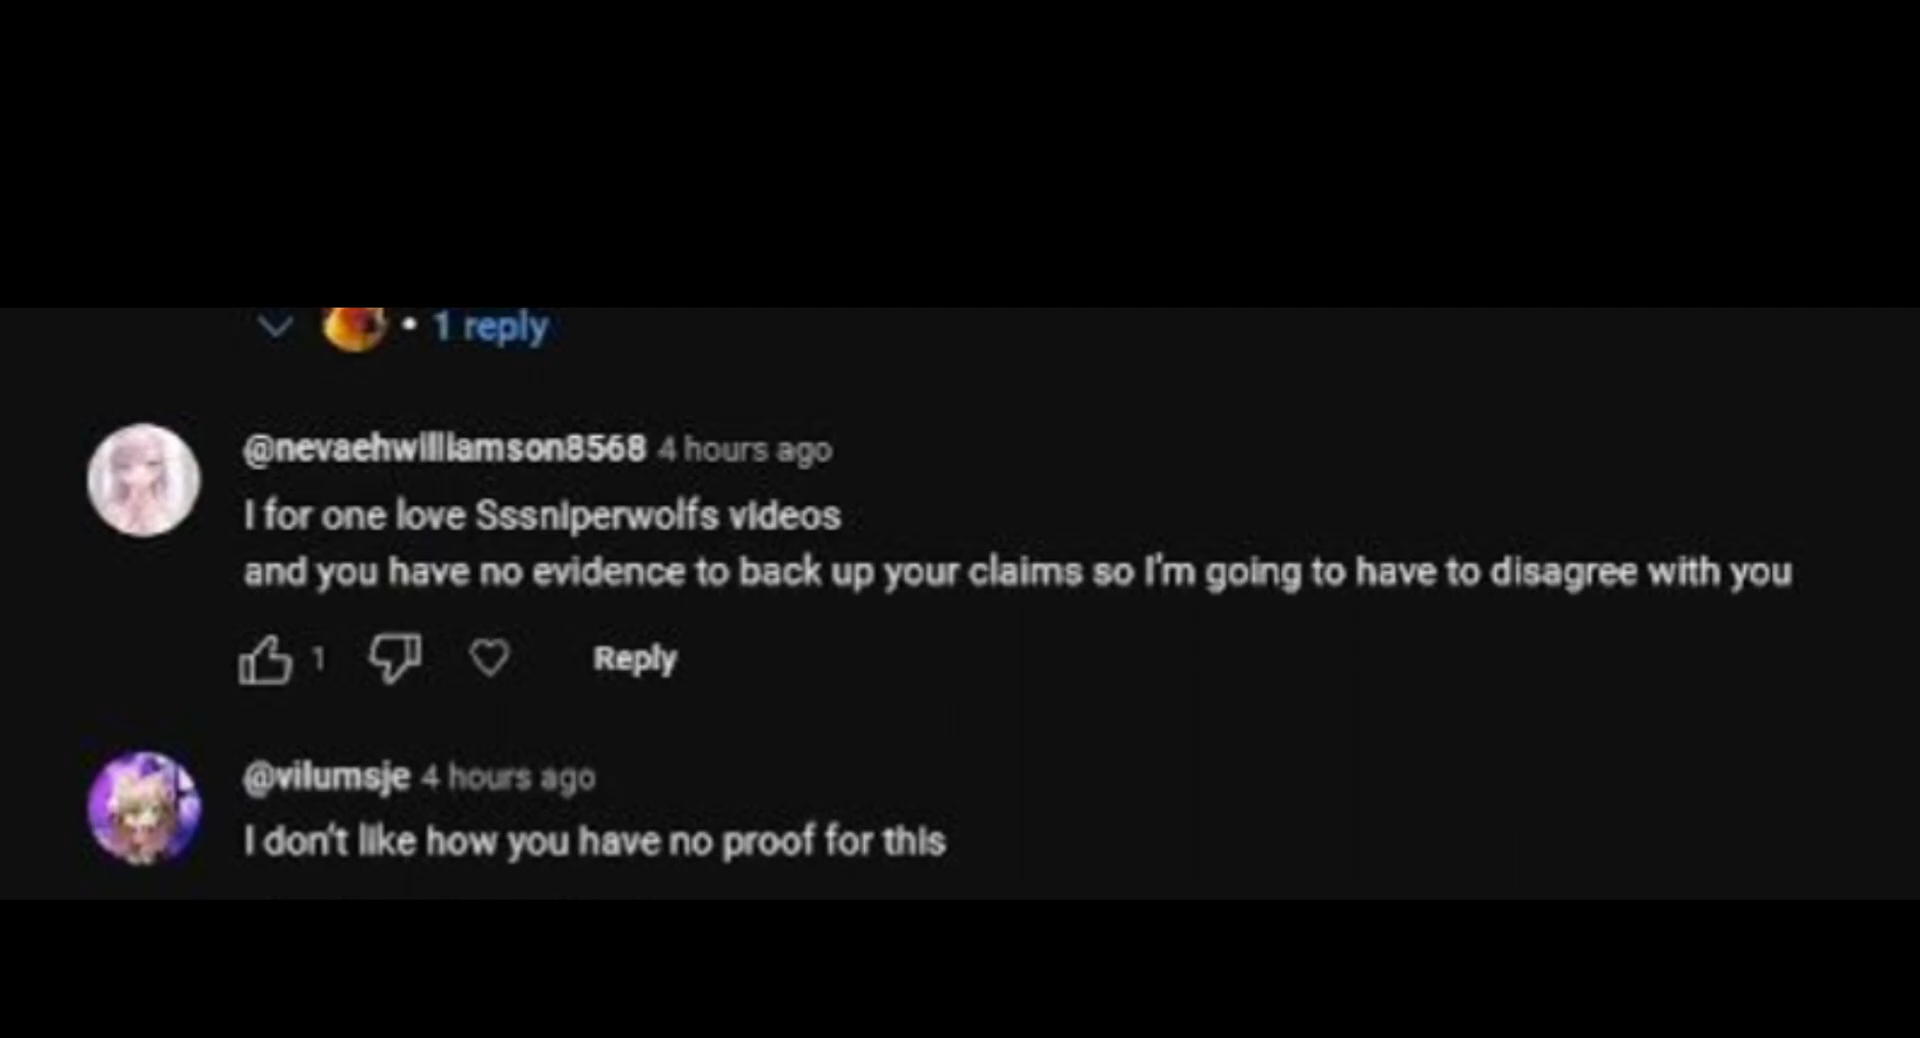 • 1 reply
@nevaehwilliamson8568 4 hours ago
I for one love Sssniperwolfs videos
and you have no evidence to back up your claims so I'm going to have to disagree with you
1 Reply
@vilumsje 4 hours ago
I don't like how you have no proof for this